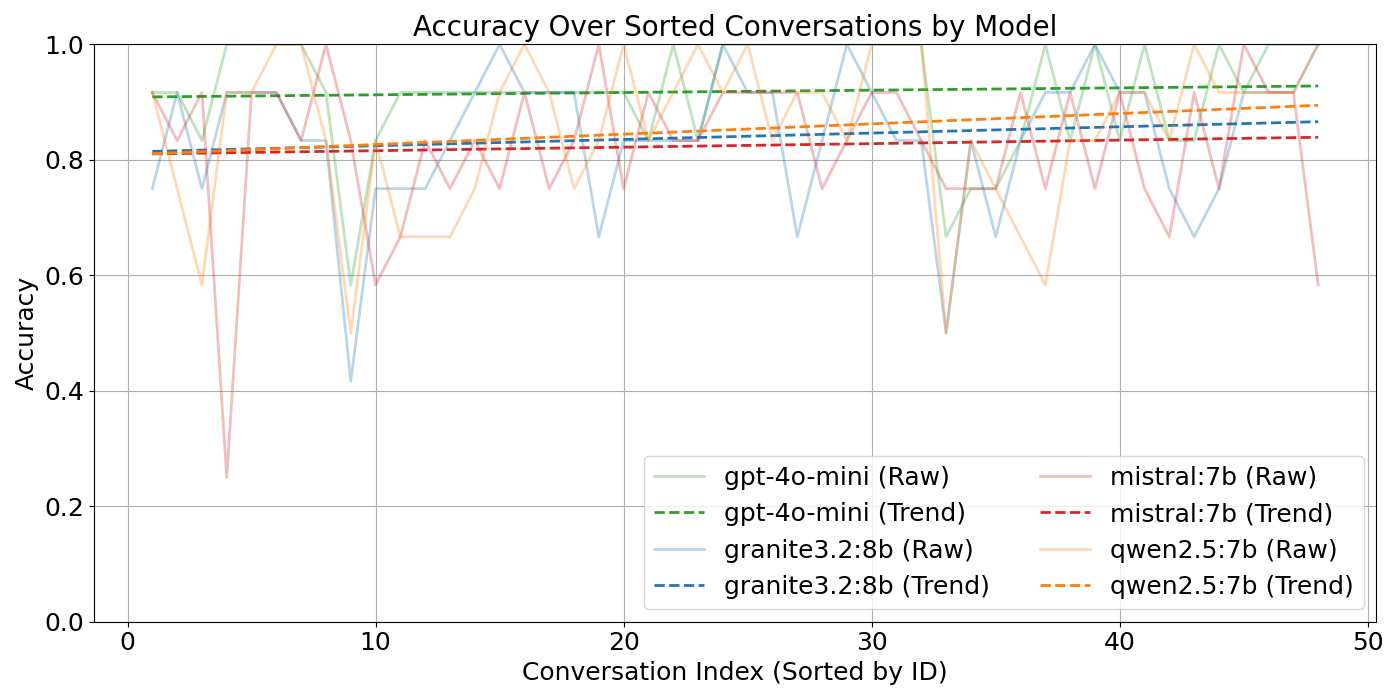 Accuracy Over Sorted Conversations by Model
1.0
0.8
0.6
0.4
0.2
0.0
Accuracy
gpt-4o-mini (Raw)
gpt-4o-mini (Trend)
granite3.2:8b (Raw)
granite3.2:8b (Trend)
mistral:7b (Raw)
mistral:7b (Trend)
qwen2.5:7b (Raw)
qwen2.5:7b (Trend)
0 10 20 30 40 50
Conversation Index (Sorted by ID)